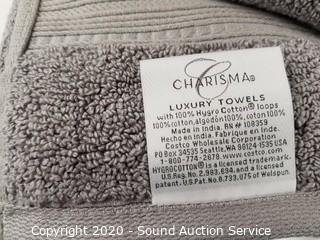 C
CHARISMA®
LUXURY TOWELS
with 100% Hygro Cotton® loops
100% cotton, algodón 100%, coton 100%
Made in India. RN # 108359
Hecho en India. Fabriqué en Inde.
Costco Wholesale Corporation
PO BOX 34535 Seattle, WA 98124-1535 USA
1-800-774-2678 www.costco.com
HYGROCOTTON® is a licensed trademark.
U.S. Reg. No. 2,983,634, and a licensed
patent, U.S. Pat. No. 6,733,075 of Welspun.
Copyright 2020 - Sound Auction Service